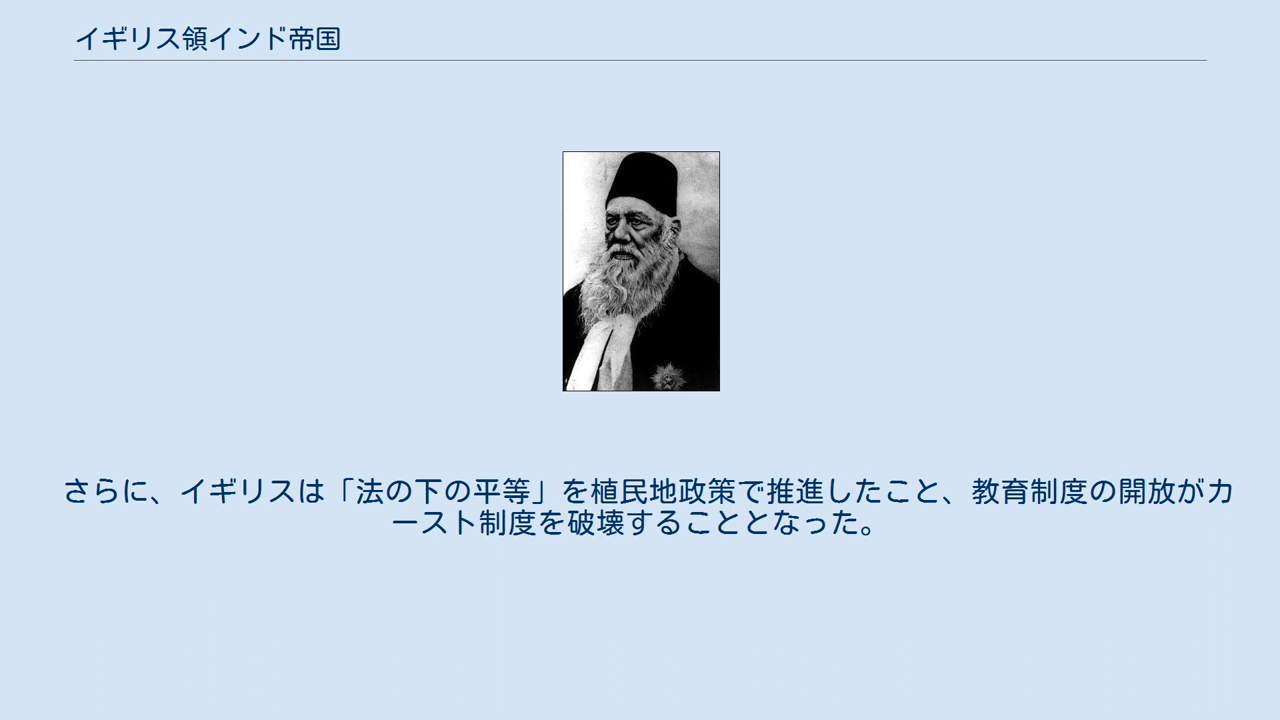 イギリス領インド帝国
さらに、イギリスは「法の下の平等」を植民地政策で推進したこと、教育制度の開放がカ
ースト制度を破壊することとなった。